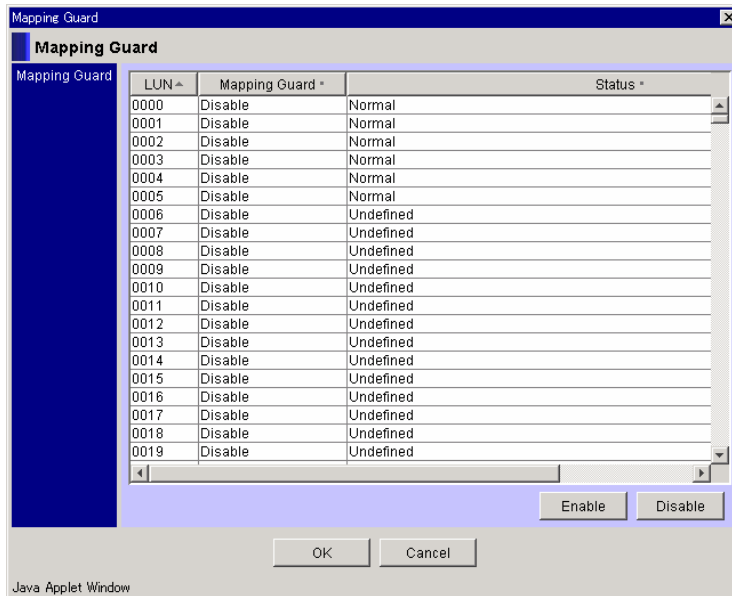 Mapping Guard
Mapping Guard
Mapping Guard
LUN Mapping Guard Status
0000 Disable Normal
0001 Disable Normal
0002 Disable Normal
0003 Disable Normal
0004 Disable Normal
0005 Disable Normal
0006 Disable Undefined
0007 Disable Undefined
0008 Disable Undefined
0009 Disable Undefined
0010 Disable Undefined
0011 Disable Undefined
0012 Disable Undefined
0013 Disable Undefined
0014 Disable Undefined
0015 Disable Undefined
0016 Disable Undefined
0017 Disable Undefined
0018 Disable Undefined
0019 Disable Undefined
Enable Disable
OK Cancel
Java Applet Window